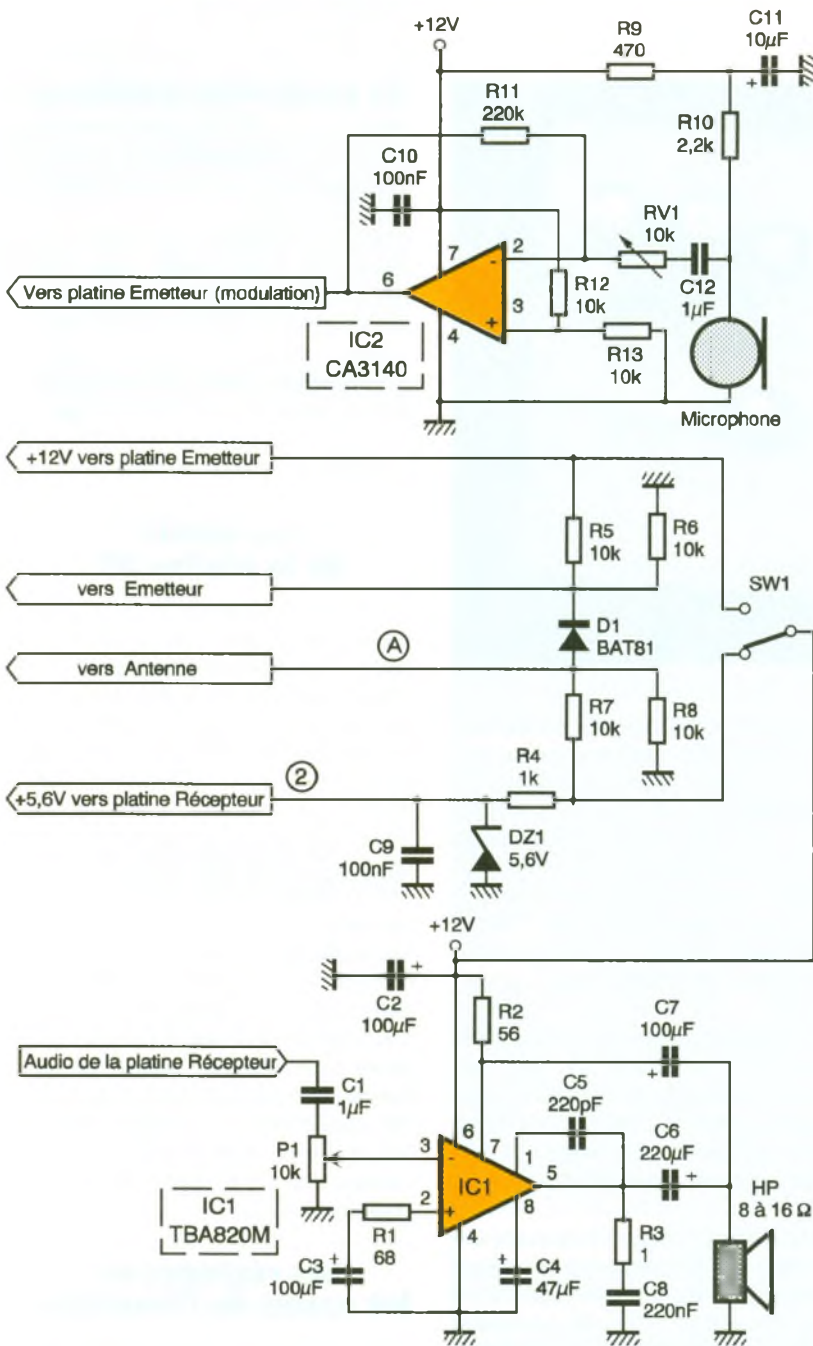 +12V
R9
470
C11
10µF
+
R11
220k
R10
2,2k
C10
100nF
RV1
10k
7
2
-
6
Vers platine Emetteur (modulation)
R12
10k
C12
1µF
3
+
4
R13
10k
IC2
CA3140
Microphone
+12V vers platine Emetteur
R5
10k
R6
10k
SW1
vers Emetteur
D1
BAT81
A
vers Antenne
R7
10k
R8
10k
R4
1k
2
+5,6V vers platine Récepteur
C9
100nF
DZ1
5,6V
+12V
+
C2
100µF
R2
56
C7
100µF
+
Audio de la platine Récepteur
C1
1µF
C5
220pF
C6
220µF
+
P1
10k
3
-
6
7
1
5
IC1
HP
8 à 16 Ω
IC1
TBA820M
2
+
4
8
R1
68
R3
1
C3
100µF
+
C4
47µF
+
C8
220nF